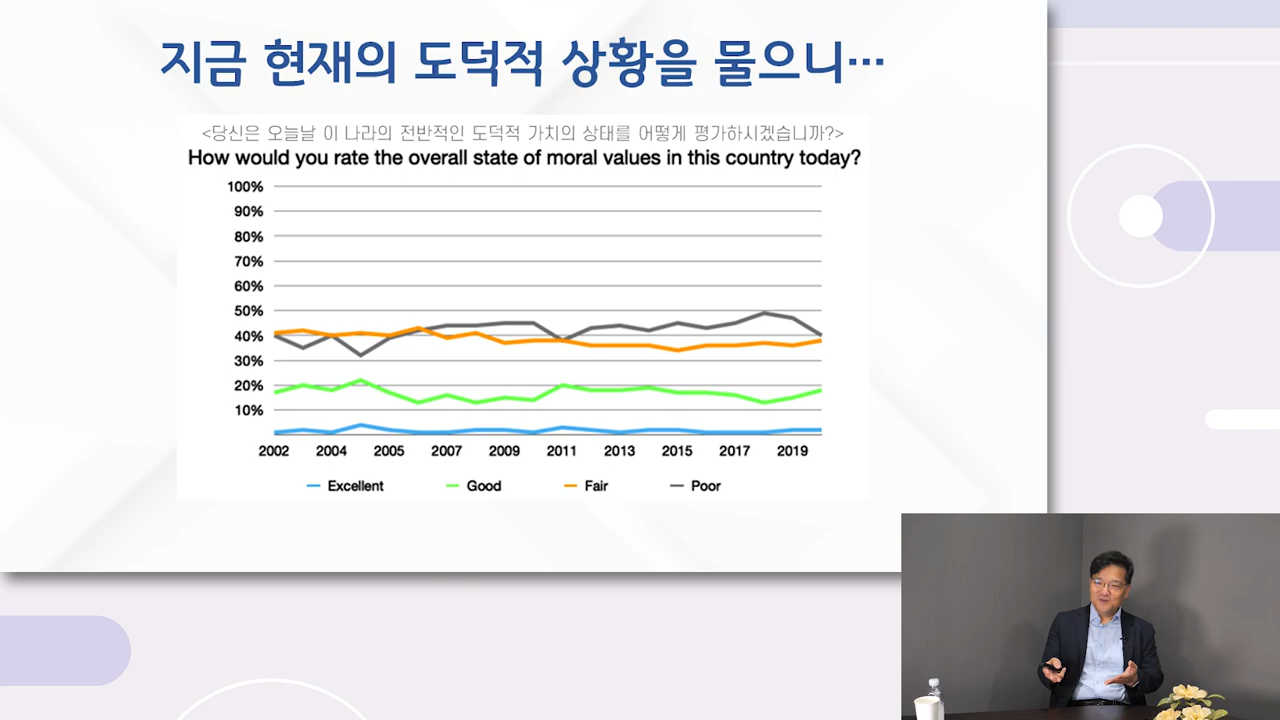 지금 현재의 도덕적 상황을 물으니…
<당신은 오늘날 이 나라의 전반적인 도덕적 가치의 상태를 어떻게 평가하시겠습니까?>
How would you rate the overall state of moral values in this country today?
100%
90%
80%
70%
60%
50%
40%
30%
20%
10%
2002 2004 2005 2007 2009 2011 2013 2015 2017 2019
Excellent Good Fair Poor